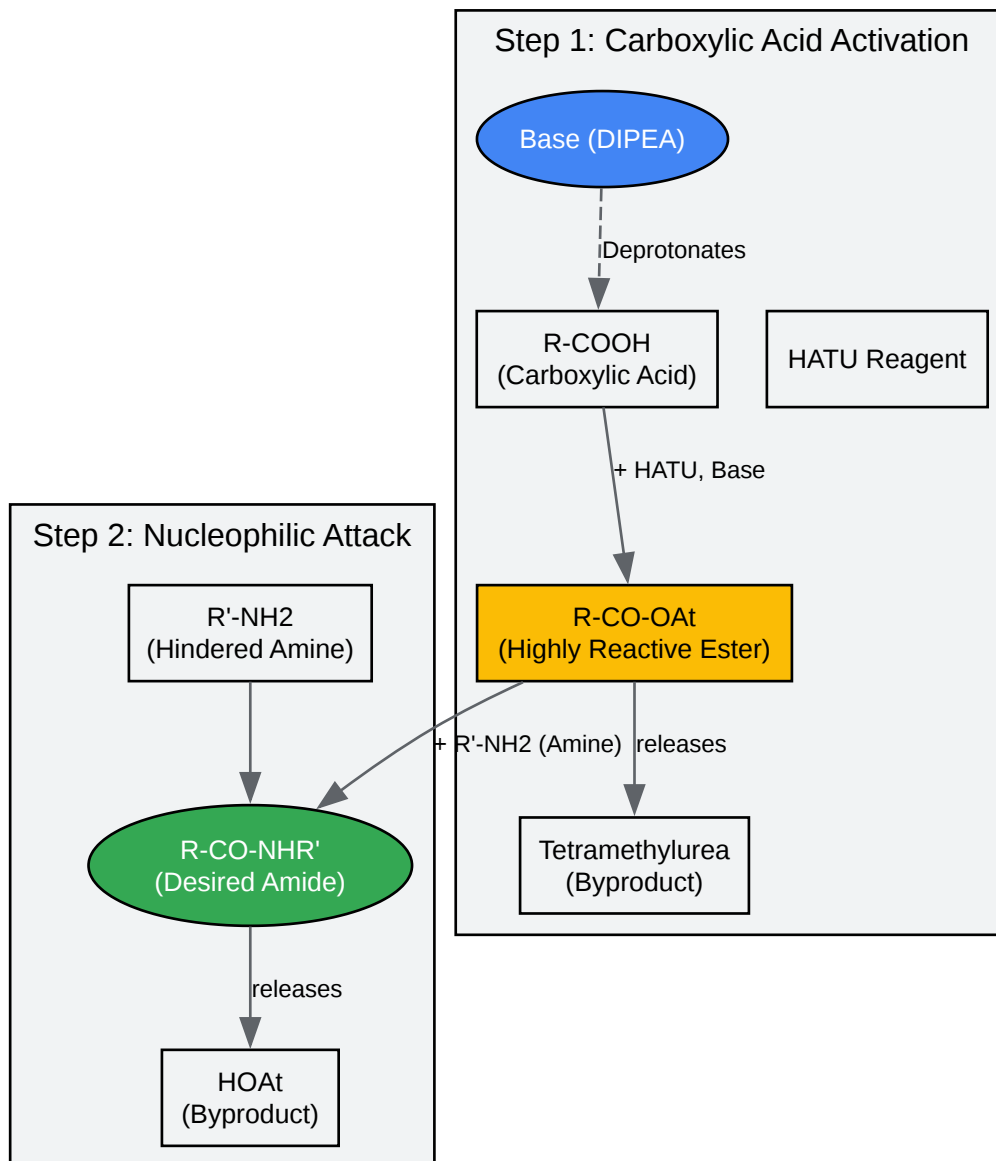 Step 1: Carboxylic Acid Activation
Base (DIPEA)
Deprotonates
R-COOH
(Carboxylic Acid)
HATU Reagent
+ HATU, Base
Step 2: Nucleophilic Attack
R'-NH2
(Hindered Amine)
R-CO-OAt
(Highly Reactive Ester)
+ R'-NH2 (Amine)
releases
R-CO-NHR'
(Desired Amide)
Tetramethylurea
(Byproduct)
releases
HOAt
(Byproduct)